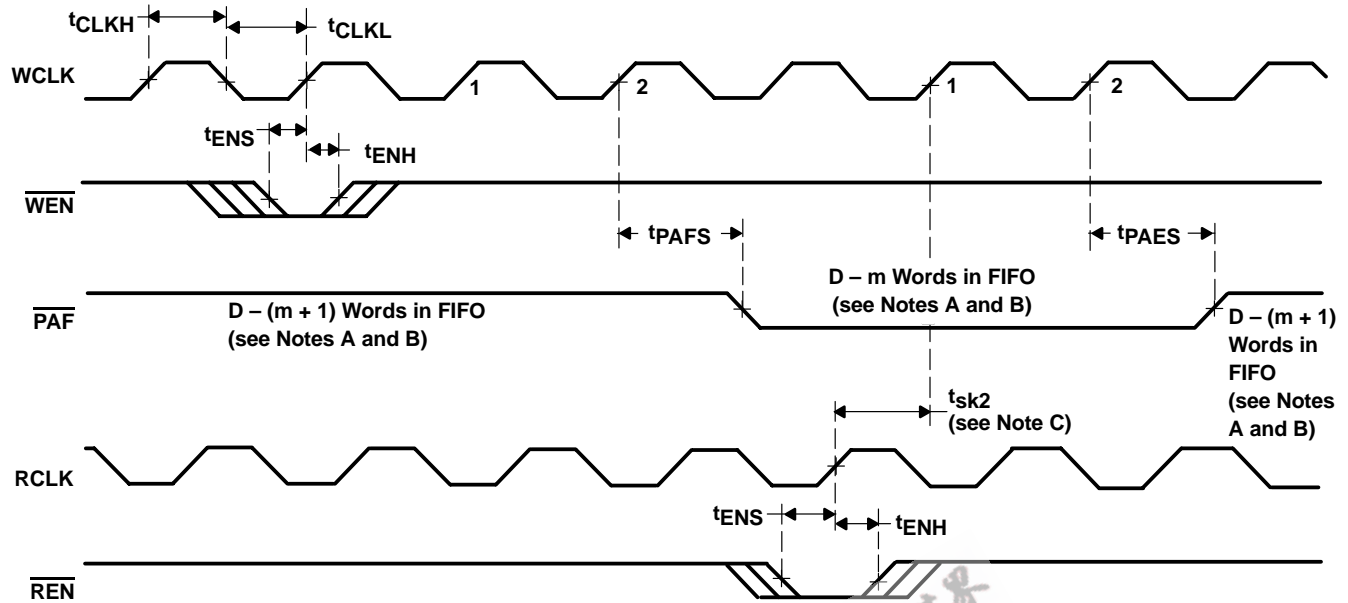 tCLKH
tCLKL
WCLK
1
2
1
2
tENS
tENH
WEN
tPAFS
tPAES
D – m Words in FIFO
(see Notes A and B)
PAF
D – (m + 1) Words in FIFO
(see Notes A and B)
D – (m + 1)
Words in
FIFO
(see Notes
A and B)
tsk2
(see Note C)
RCLK
tENS
tENH
REN